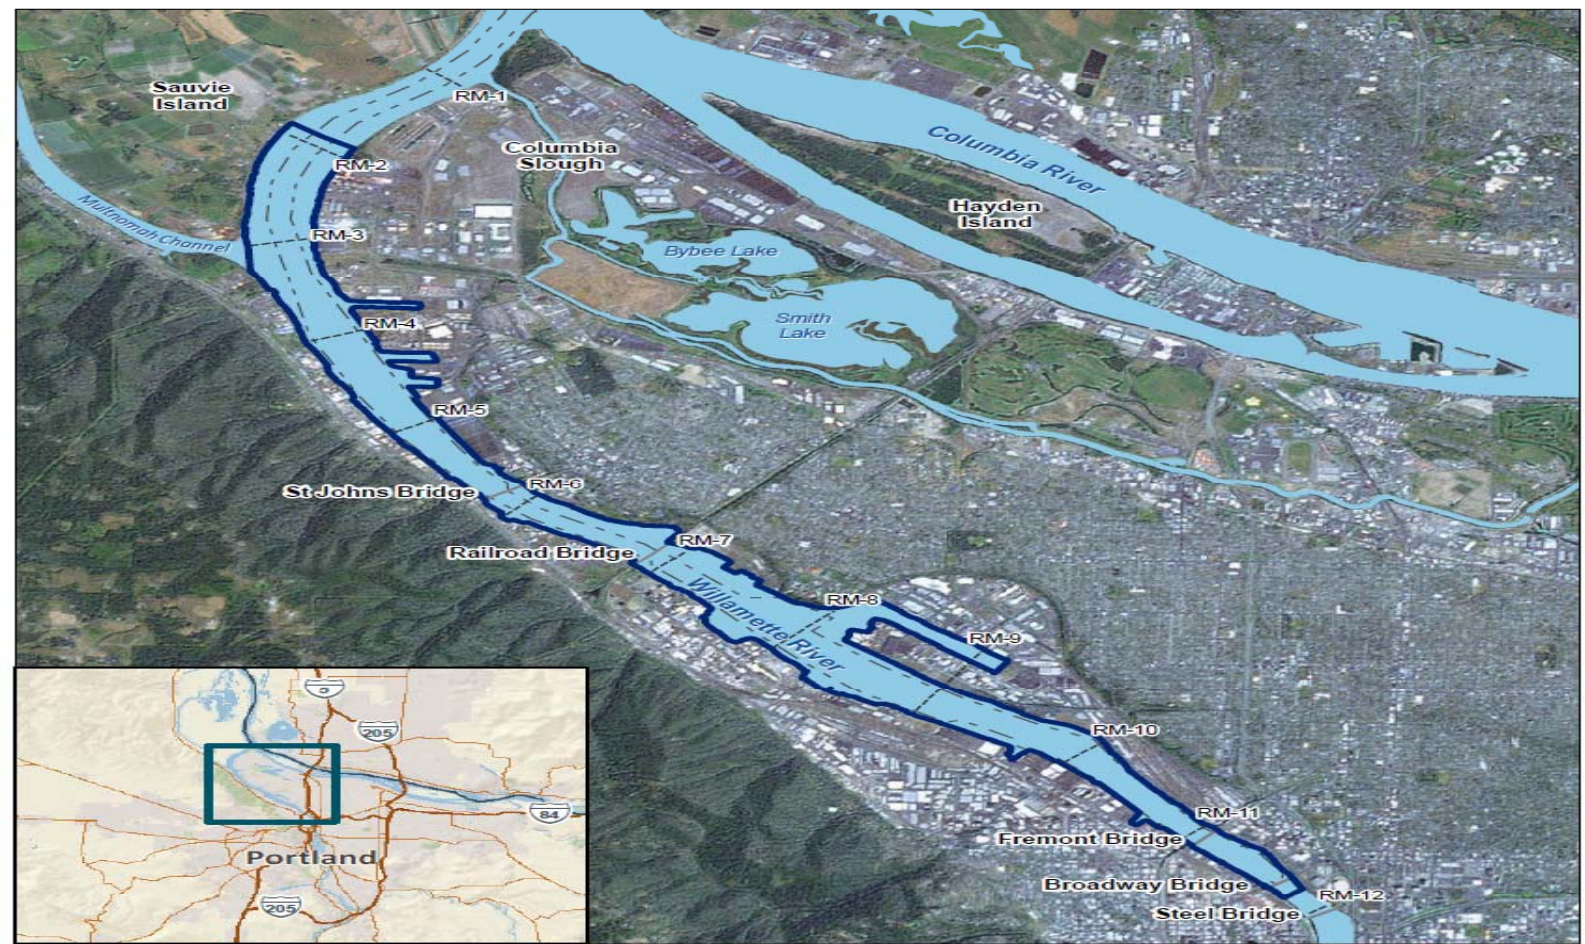 Sauvie
Island
RM-1
Columbia
Slough
Columbia River
RM-2
Multnomah Channel
RM-3
Hayden
Island
Bybee Lake
Smith
Lake
RM-4
RM-5
St Johns Bridge
RM-6
Railroad Bridge
RM-7
Willamette River
RM-8
RM-9
RM-10
RM-11
Fremont Bridge
Broadway Bridge
RM-12
Steel Bridge
5
205
84
Portland
205